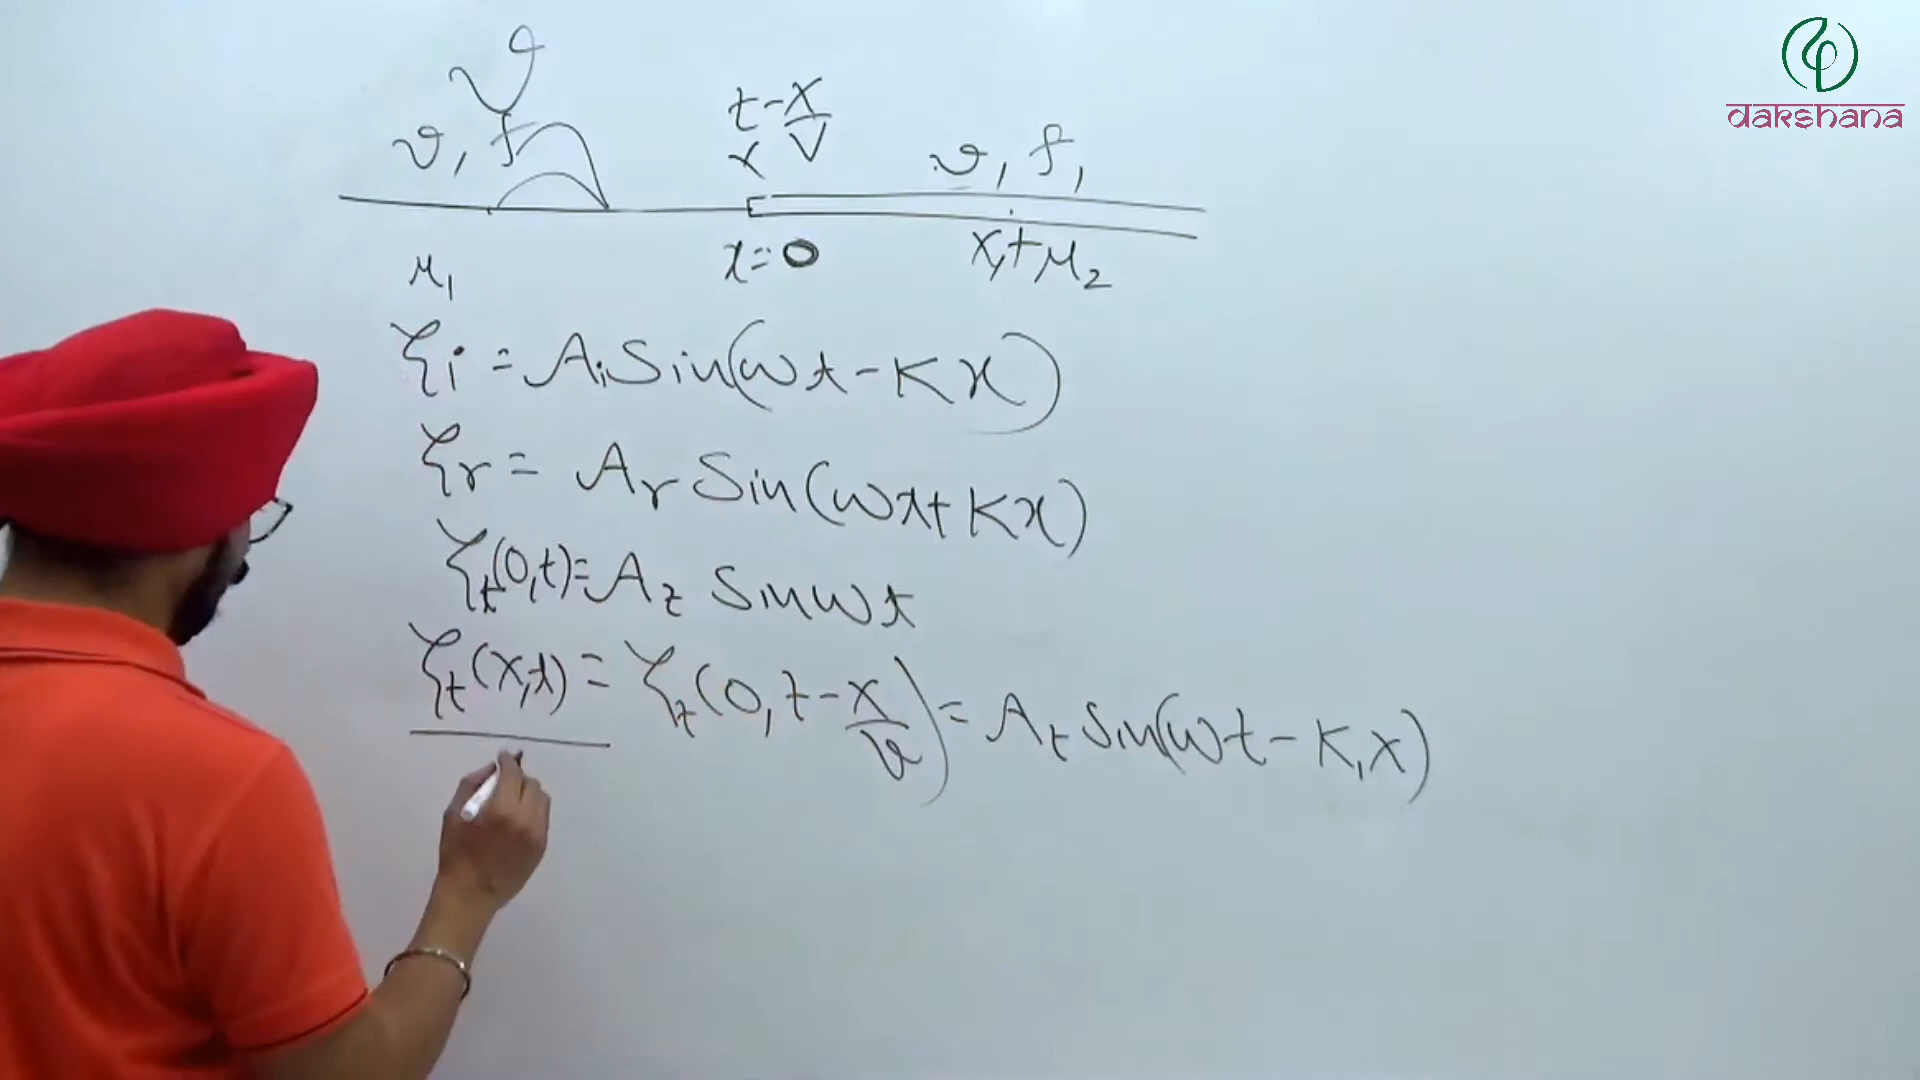 v
v, f
t - x/v
x
v, f,
μ₁
x = 0
x, t μ₂
ξi = Ai Sin(ωt - Kx)
ξr = Ar Sin(ωt + Kx)
ξt(0,t) = At Sin ωt
ξt(x,t) = ξt(0, t - x/v) = At Sin(ωt - K₁x)
dakshana